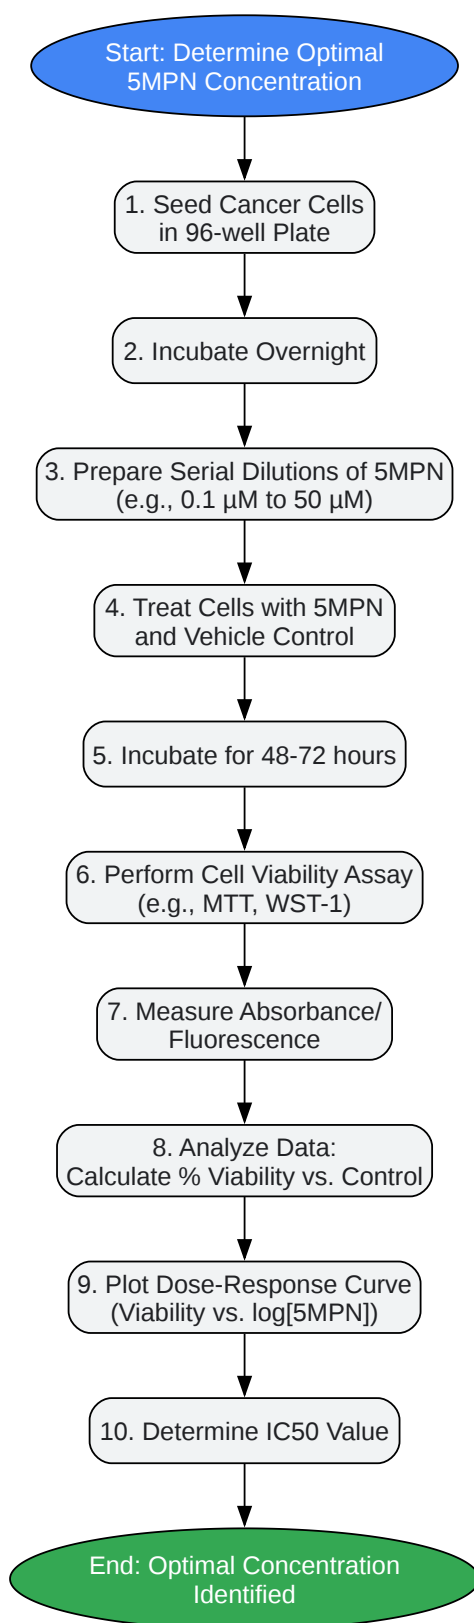 Start: Determine Optimal
5MPN Concentration
1. Seed Cancer Cells
in 96-well Plate
2. Incubate Overnight
3. Prepare Serial Dilutions of 5MPN
(e.g., 0.1 µM to 50 µM)
4. Treat Cells with 5MPN
and Vehicle Control
5. Incubate for 48-72 hours
6. Perform Cell Viability Assay
(e.g., MTT, WST-1)
7. Measure Absorbance/
Fluorescence
8. Analyze Data:
Calculate % Viability vs. Control
9. Plot Dose-Response Curve
(Viability vs. log[5MPN])
10. Determine IC50 Value
End: Optimal Concentration
Identified